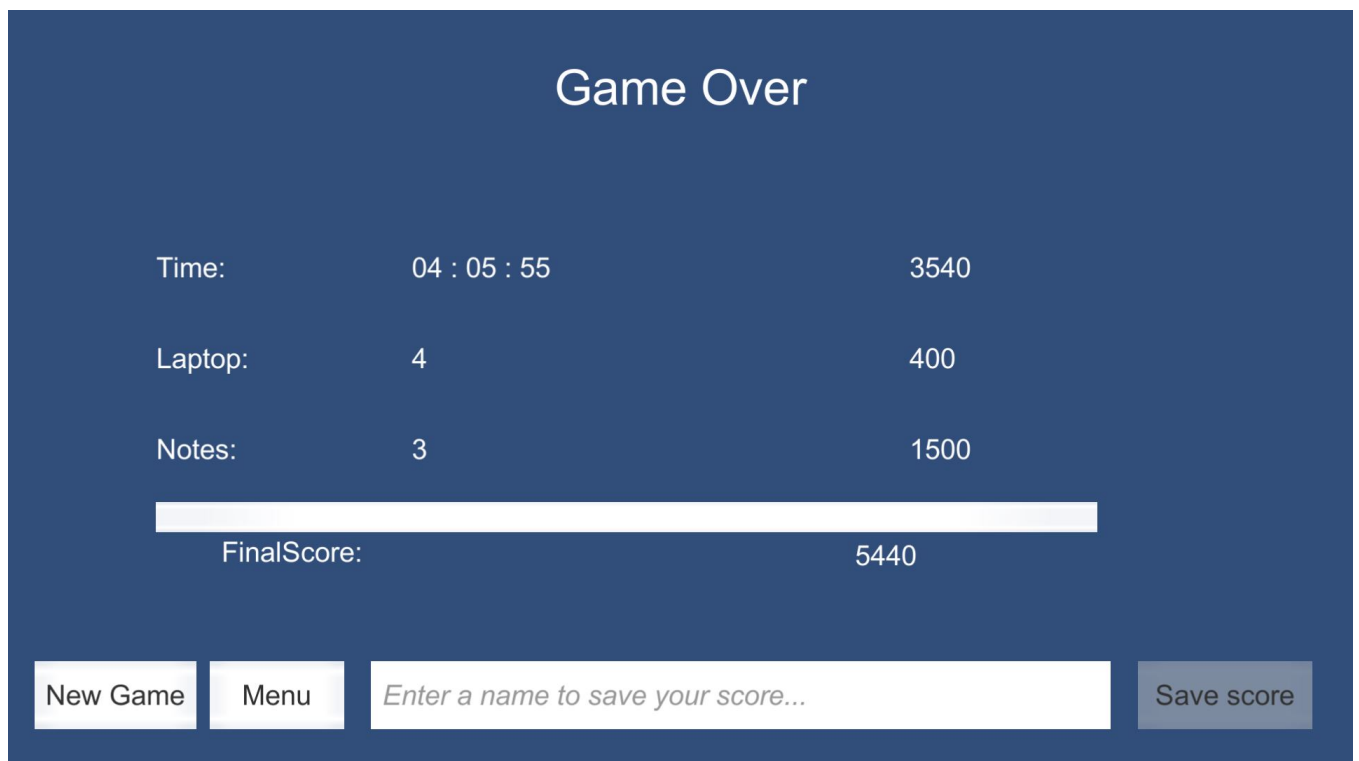 Game Over
Time: 04 : 05 : 55 3540
Laptop: 4 400
Notes: 3 1500
FinalScore: 5440
New Game Menu Enter a name to save your score... Save score